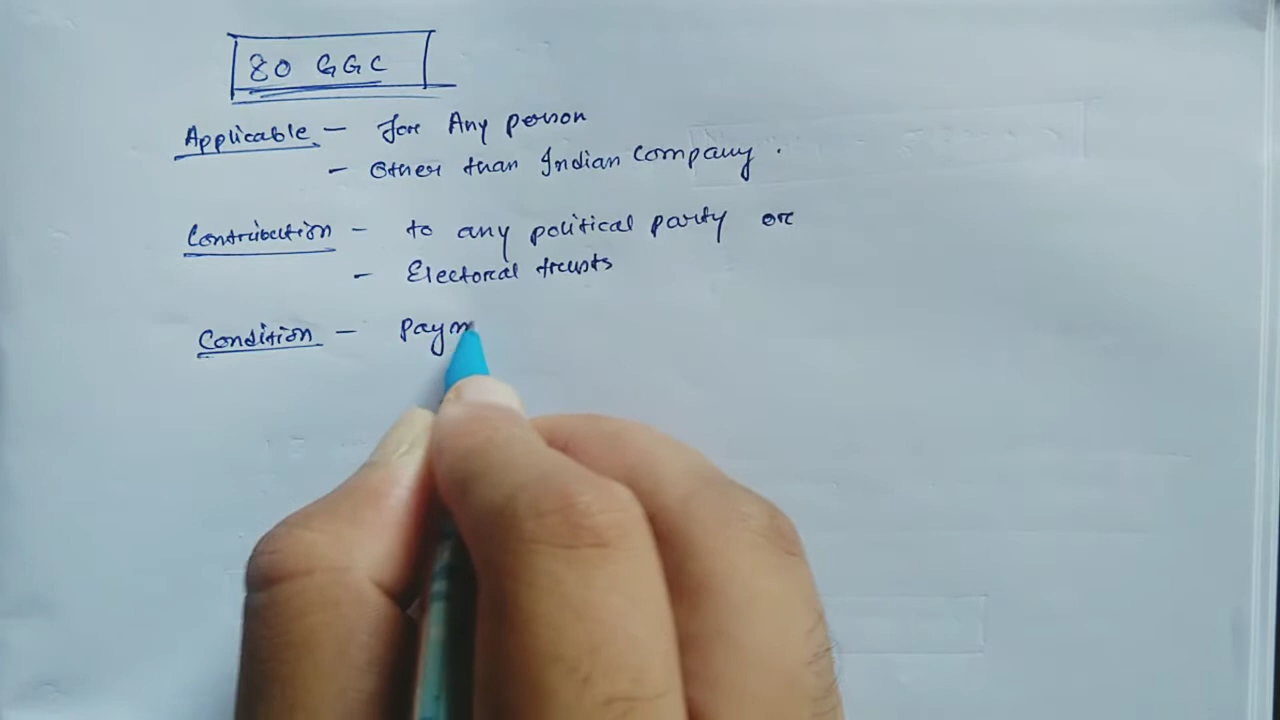 80 GGC
Applicable - for Any person
- Other than Indian Company.
Contribution - to any political party or
- Electoral trusts
Condition - Paym